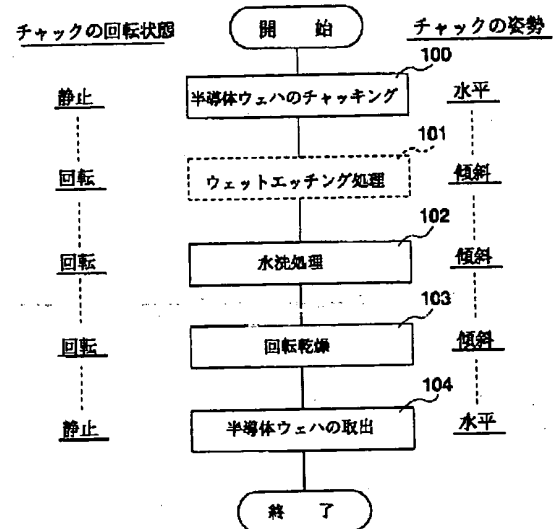 チャックの回転状態
開 始
チャックの姿勢
100
静止
半導体ウェハのチャッキング
水平
101
回転
ウェットエッチング処理
傾斜
102
回転
水洗処理
傾斜
103
回転
回転乾燥
傾斜
104
静止
半導体ウェハの取出
水平
終 了